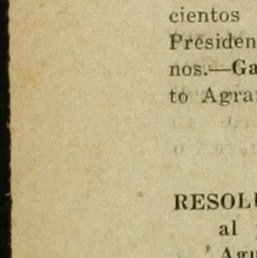 cientos
Presiden
nos.—Ga
to Agra
RESOLU
al
Agu